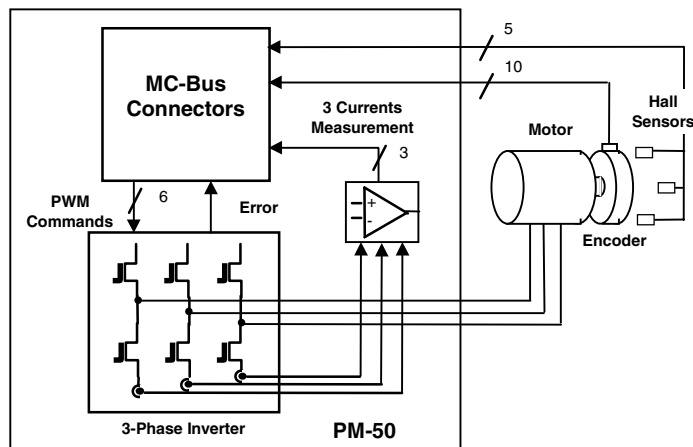 5
MC-Bus
Connectors
10
3 Currents
Measurement
Hall
Sensors
Motor
3
6
PWM
Commands
Error
+
-
Encoder
3-Phase Inverter
PM-50